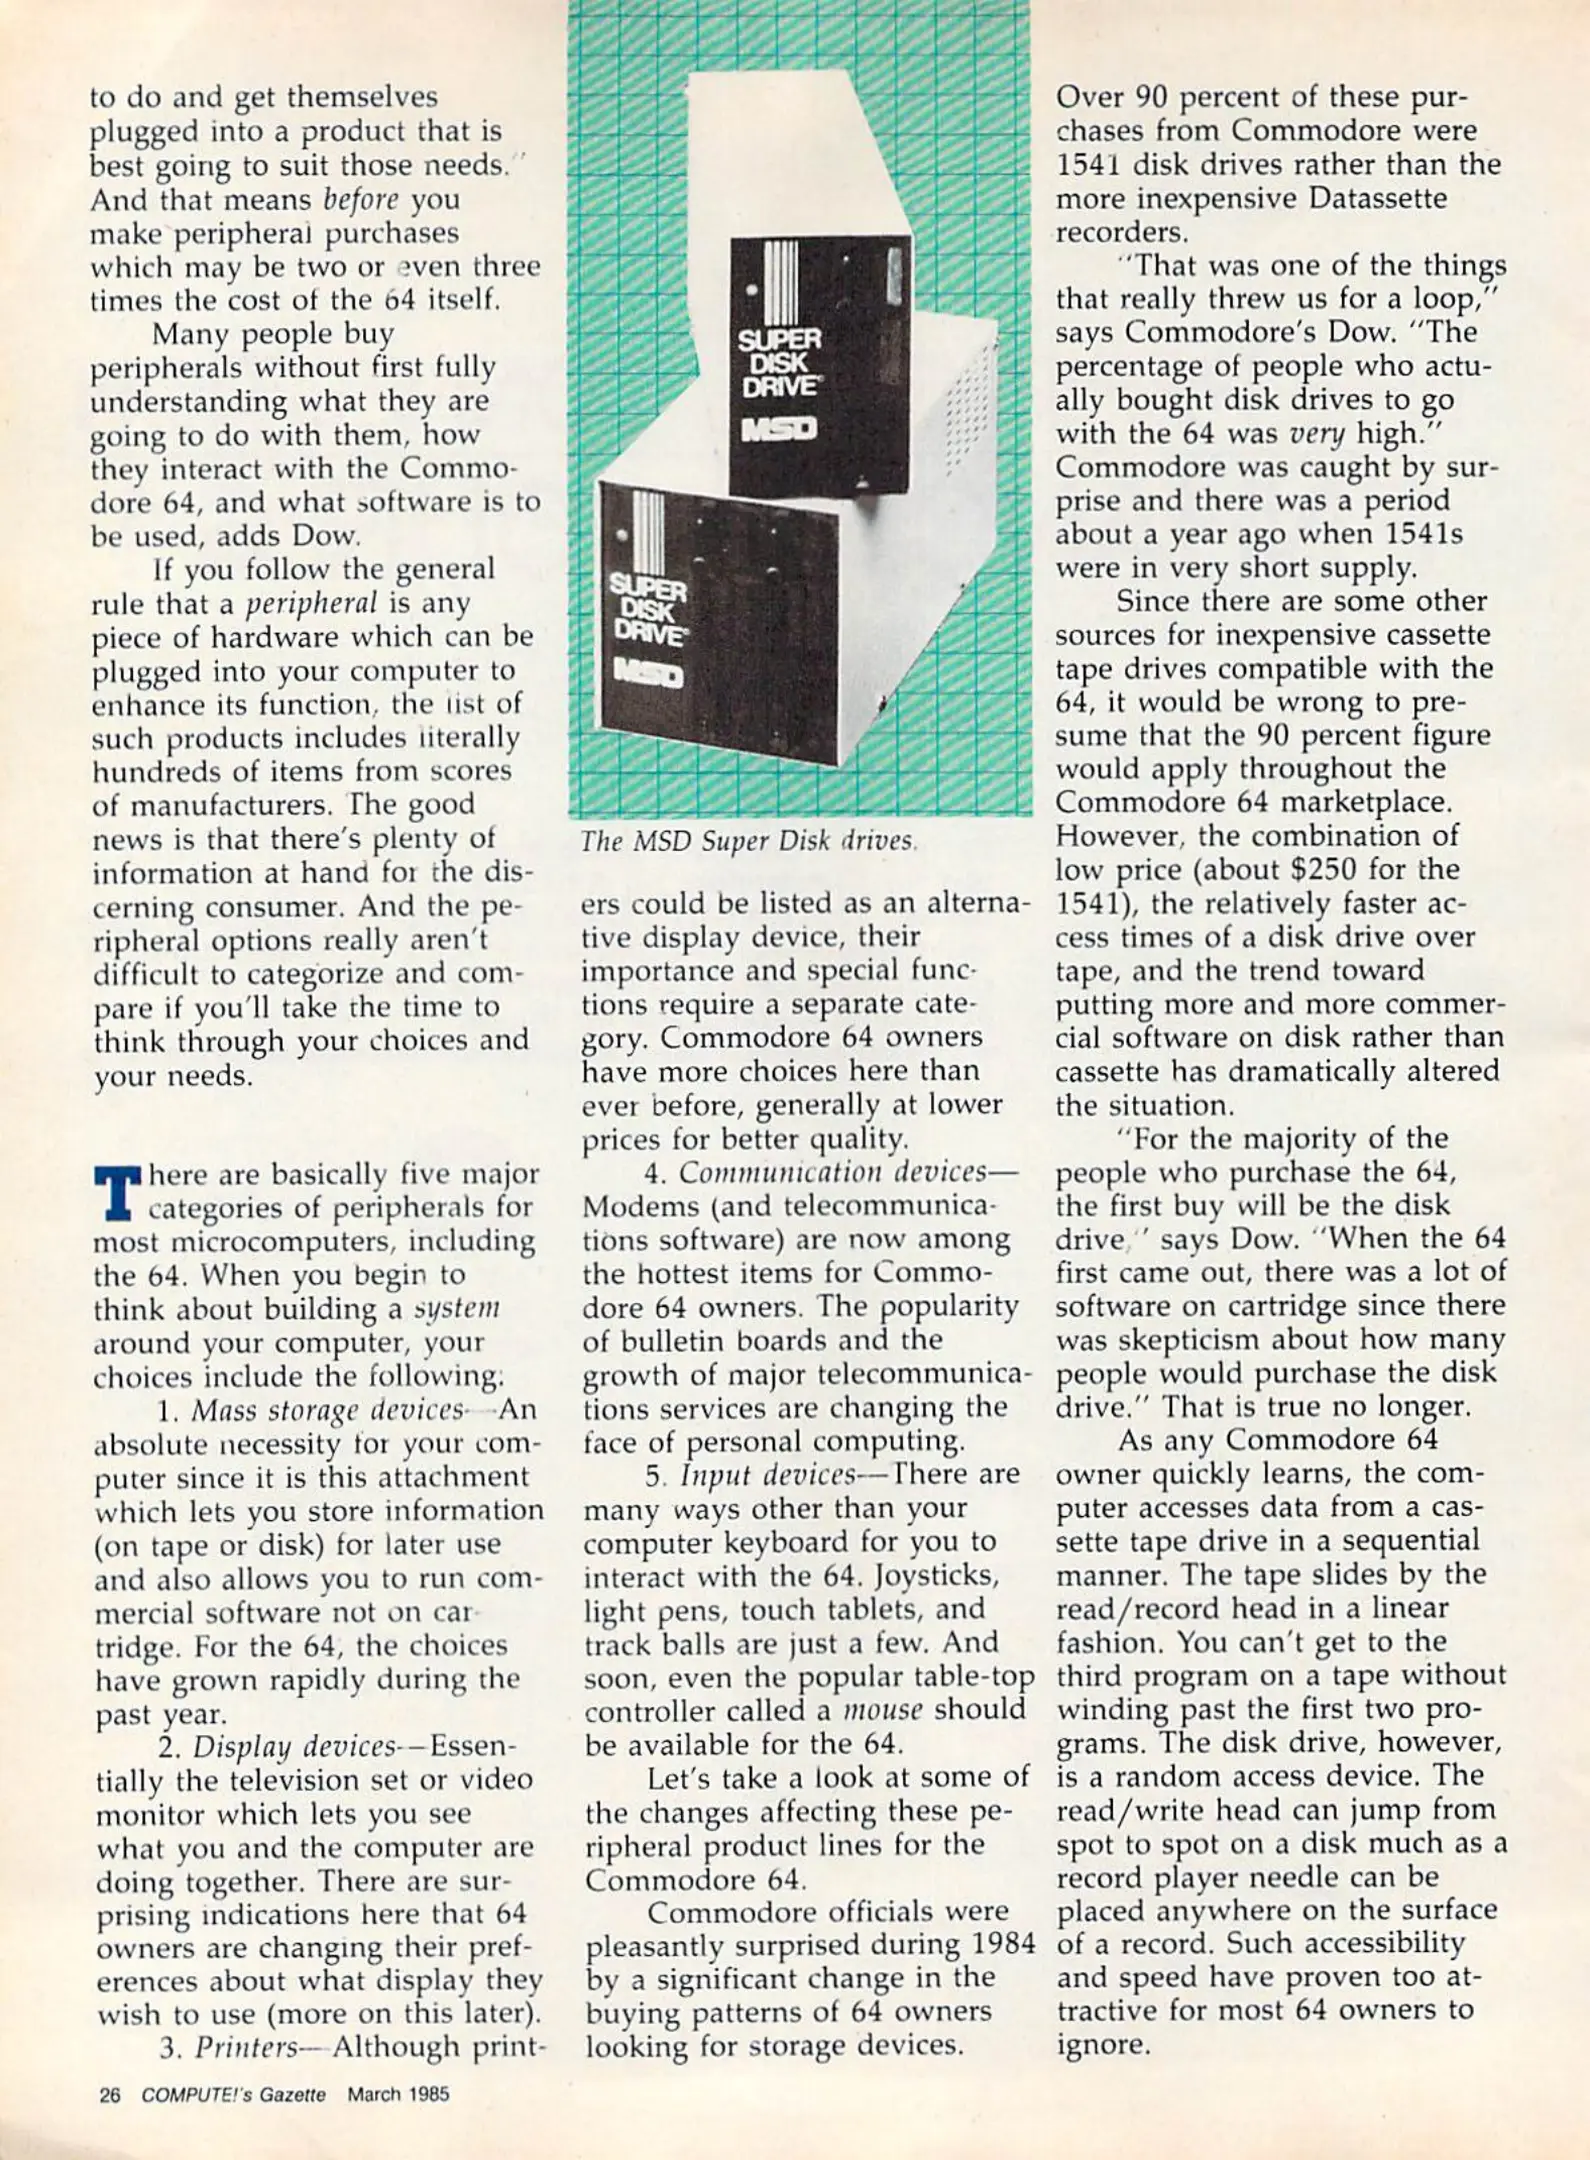 to do and get themselves
plugged into a product that is
best going to suit those needs."
And that means before you
make peripheral purchases
which may be two or even three
times the cost of the 64 itself.
Many people buy
peripherals without first fully
understanding what they are
going to do with them, how
they interact with the Commo-
dore 64, and what software is to
be used, adds Dow.
If you follow the general
rule that a peripheral is any
piece of hardware which can be
plugged into your computer to
enhance its function, the list of
such products includes literally
hundreds of items from scores
of manufacturers. The good
news is that there's plenty of
information at hand for the dis-
cerning consumer. And the pe-
ripheral options really aren't
difficult to categorize and com-
pare if you'll take the time to
think through your choices and
your needs.
There are basically five major
categories of peripherals for
most microcomputers, including
the 64. When you begin to
think about building a system
around your computer, your
choices include the following:
1. Mass storage devices—An
absolute necessity for your com-
puter since it is this attachment
which lets you store information
(on tape or disk) for later use
and also allows you to run com-
mercial software not on car-
tridge. For the 64, the choices
have grown rapidly during the
past year.
2. Display devices—Essen-
tially the television set or video
monitor which lets you see
what you and the computer are
doing together. There are sur-
prising indications here that 64
owners are changing their pref-
erences about what display they
wish to use (more on this later).
3. Printers—Although print-
SUPER
DISK
DRIVE
MSD
SUPER
DISK
DRIVE
MSD
The MSD Super Disk drives.
ers could be listed as an alterna-
tive display device, their
importance and special func-
tions require a separate cate-
gory. Commodore 64 owners
have more choices here than
ever before, generally at lower
prices for better quality.
4. Communication devices—
Modems (and telecommunica-
tions software) are now among
the hottest items for Commo-
dore 64 owners. The popularity
of bulletin boards and the
growth of major telecommunica-
tions services are changing the
face of personal computing.
5. Input devices—There are
many ways other than your
computer keyboard for you to
interact with the 64. Joysticks,
light pens, touch tablets, and
track balls are just a few. And
soon, even the popular table-top
controller called a mouse should
be available for the 64.
Let's take a look at some of
the changes affecting these pe-
ripheral product lines for the
Commodore 64.
Commodore officials were
pleasantly surprised during 1984
by a significant change in the
buying patterns of 64 owners
looking for storage devices.
Over 90 percent of these pur-
chases from Commodore were
1541 disk drives rather than the
more inexpensive Datassette
recorders.
"That was one of the things
that really threw us for a loop,"
says Commodore's Dow. "The
percentage of people who actu-
ally bought disk drives to go
with the 64 was very high."
Commodore was caught by sur-
prise and there was a period
about a year ago when 1541s
were in very short supply.
Since there are some other
sources for inexpensive cassette
tape drives compatible with the
64, it would be wrong to pre-
sume that the 90 percent figure
would apply throughout the
Commodore 64 marketplace.
However, the combination of
low price (about $250 for the
1541), the relatively faster ac-
cess times of a disk drive over
tape, and the trend toward
putting more and more commer-
cial software on disk rather than
cassette has dramatically altered
the situation.
"For the majority of the
people who purchase the 64,
the first buy will be the disk
drive," says Dow. "When the 64
first came out, there was a lot of
software on cartridge since there
was skepticism about how many
people would purchase the disk
drive." That is true no longer.
As any Commodore 64
owner quickly learns, the com-
puter accesses data from a cas-
sette tape drive in a sequential
manner. The tape slides by the
read/record head in a linear
fashion. You can't get to the
third program on a tape without
winding past the first two pro-
grams. The disk drive, however,
is a random access device. The
read/write head can jump from
spot to spot on a disk much as a
record player needle can be
placed anywhere on the surface
of a record. Such accessibility
and speed have proven too at-
tractive for most 64 owners to
ignore.
26 COMPUTE!'s Gazette March 1985